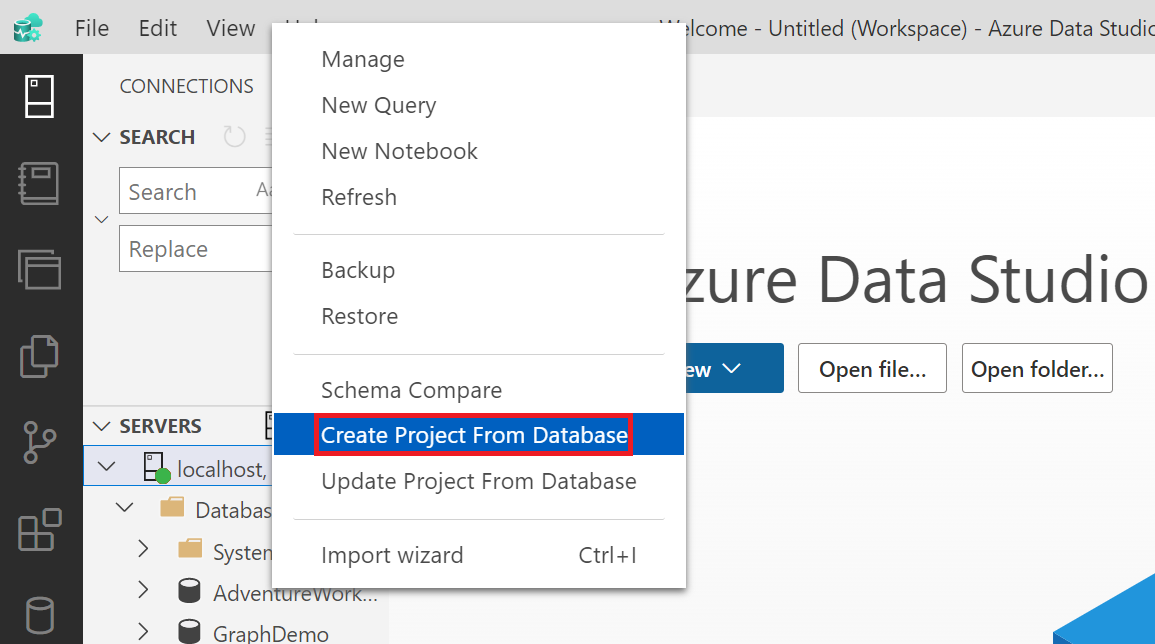 File Edit View
Welcome - Untitled (Workspace) - Azure Data Studio
CONNECTIONS
SEARCH
Search
Replace
Manage
New Query
New Notebook
Refresh
Backup
Restore
Schema Compare
Create Project From Database
Update Project From Database
Import wizard Ctrl+I
zure Data Studio
ew
Open file...
Open folder...
SERVERS
localhost,
Databas
System
AdventureWork...
GraphDemo